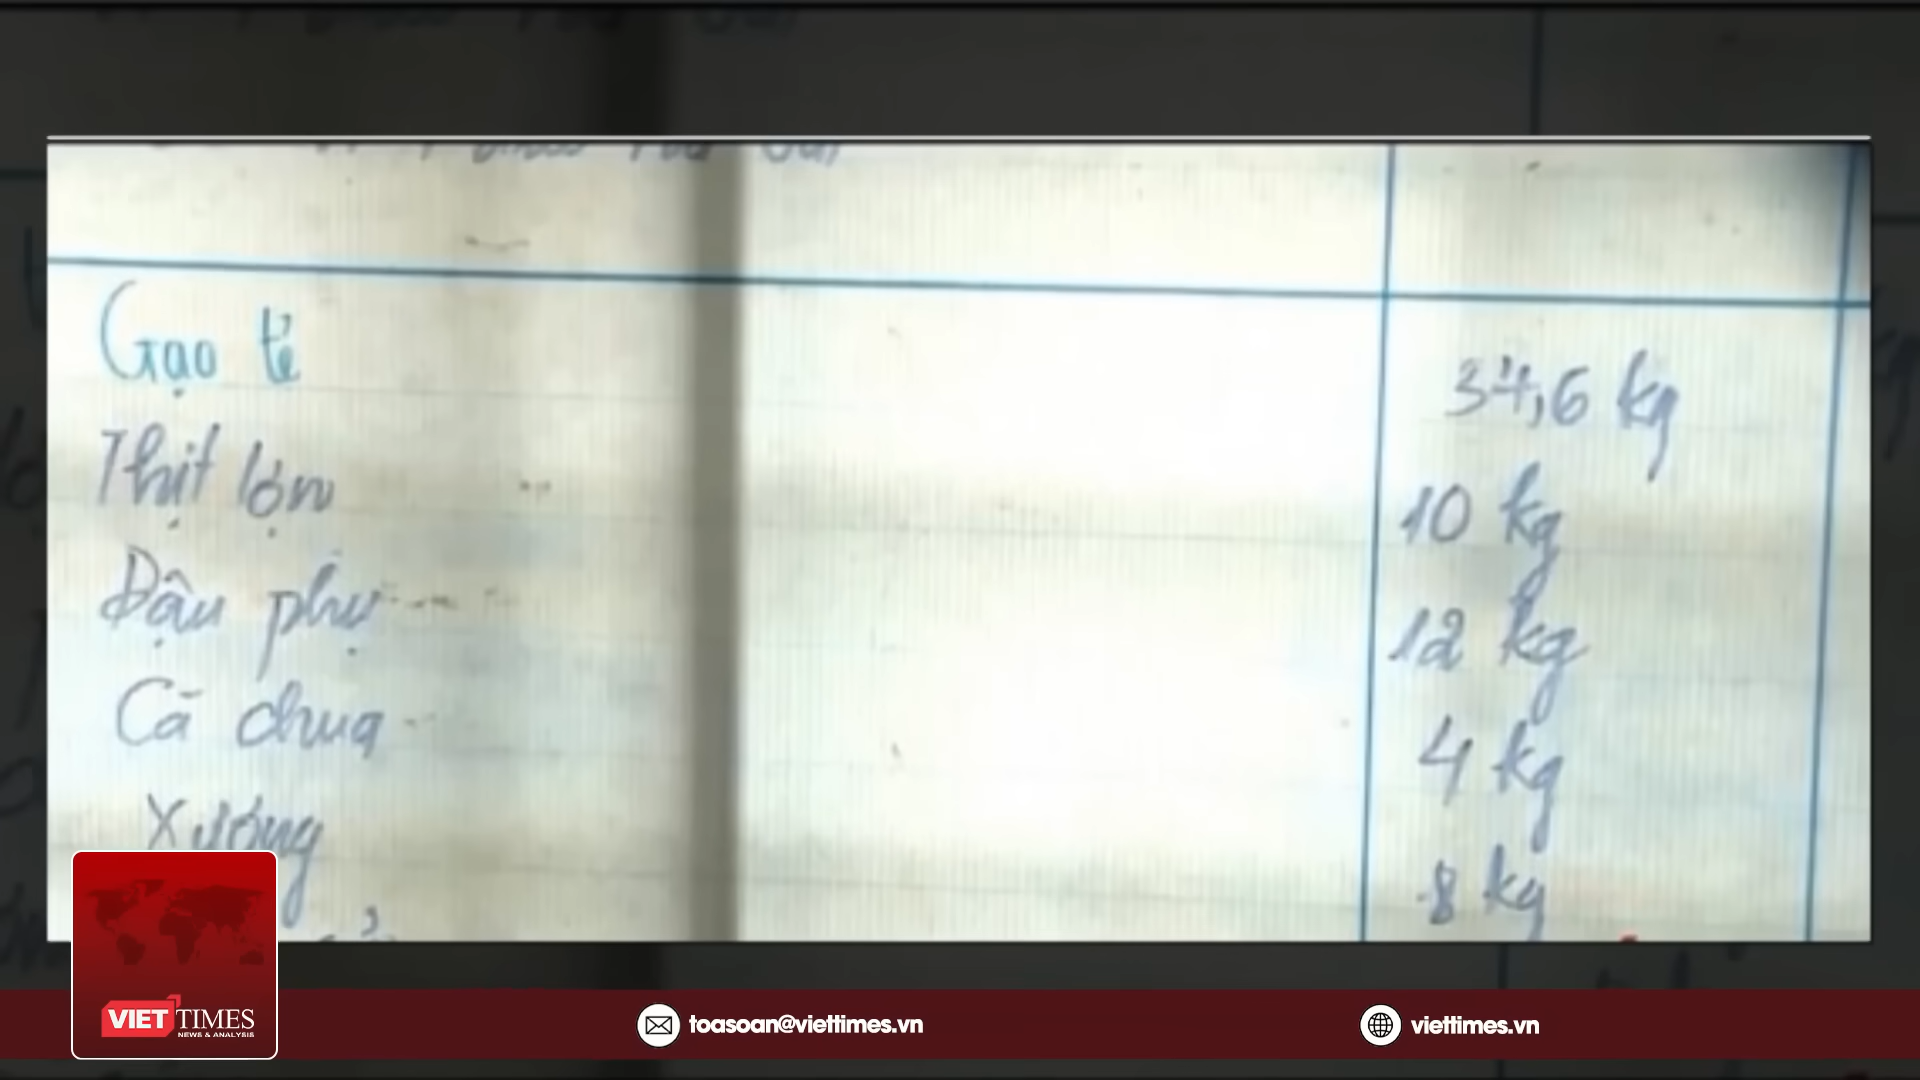 Gạo tẻ 34,6 kg
Thịt lợn 10 kg
Đậu phụ 12 kg
Cà chua 4 kg
Xương 8 kg
VIETTIMES
NEWS & ANALYSIS
toasoan@viettimes.vn
viettimes.vn